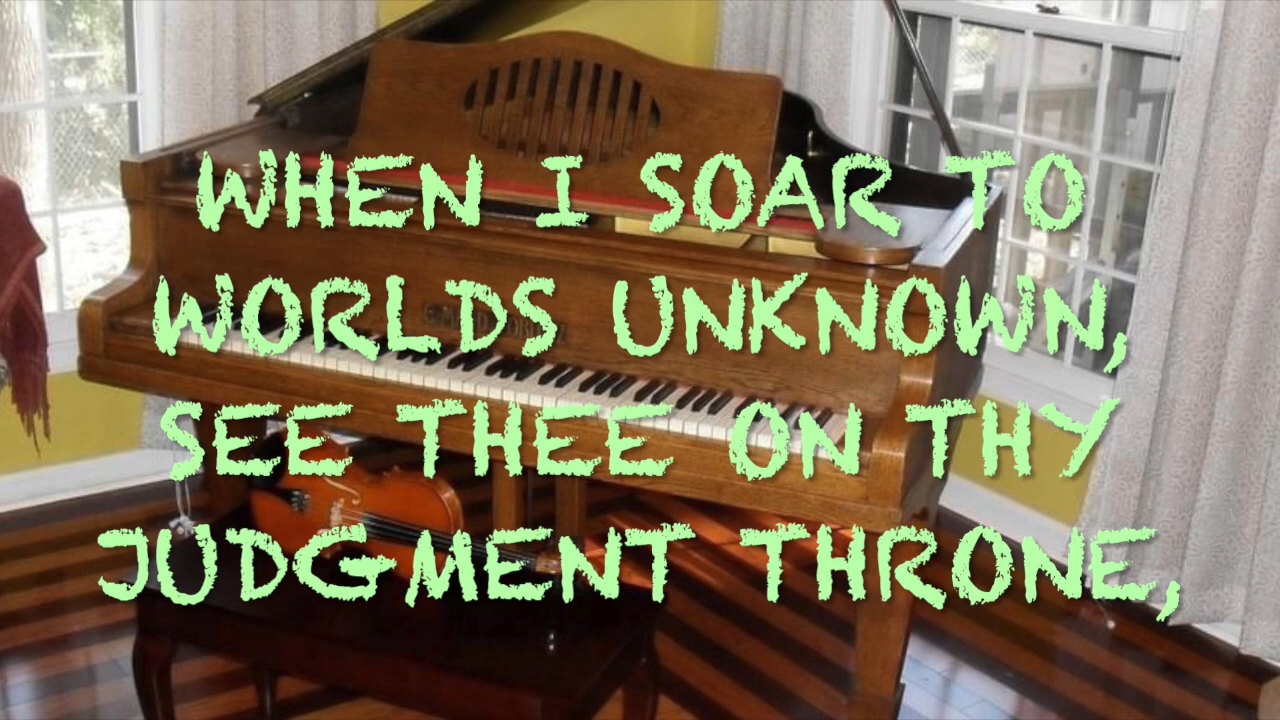 WHEN I SOAR TO
WORLDS UNKNOWN,
SEE THEE ON THY
JUDGMENT THRONE,